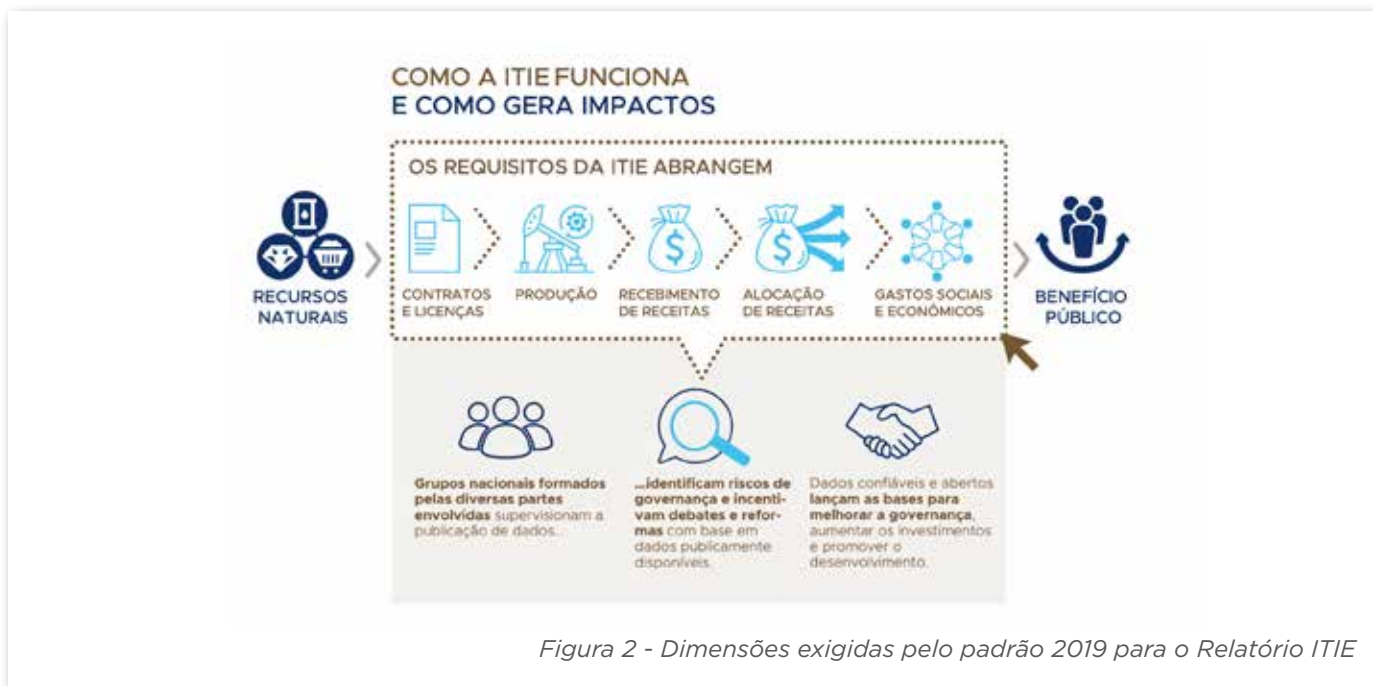 COMO A ITIE FUNCIONA
E COMO GERA IMPACTOS
OS REQUISITOS DA ITIE ABRANGEM
RECURSOS
NATURAIS
CONTRATOS
E LICENÇAS
PRODUÇÃO
RECEBIMENTO
DE RECEITAS
ALOCAÇÃO
DE RECEITAS
GASTOS SOCIAIS
E ECONÔMICOS
BENEFÍCIO
PÚBLICO
Grupos nacionais formados
pelas diversas partes
envolvidas supervisionam a
publicação de dados...
...identificam riscos de
governança e incenti-
vam debates e refor-
mas com base em
dados publicamente
disponíveis.
Dados confiáveis e abertos
lançam as bases para
melhorar a governança,
aumentar os investimentos
e promover o
desenvolvimento.
Figura 2 - Dimensões exigidas pelo padrão 2019 para o Relatório ITIE